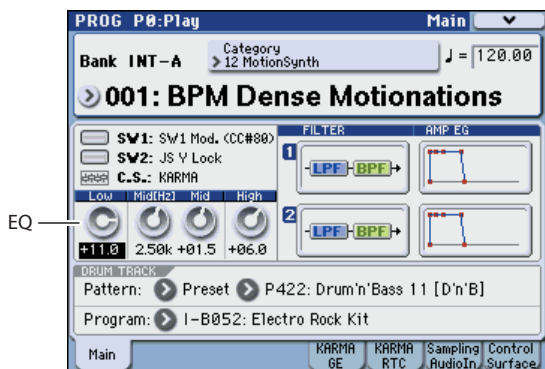 PROG P0:Play Main
Bank INT-A Category ♩= 120.00
12 MotionSynth
001: BPM Dense Motionations
SW1: SW1 Mod. (CC#80) FILTER AMP EG
SW2: JS Y Lock 1 LPF BPF
C.S.: KARMA
Low Mid[Hz] Mid High
2 LPF BPF
EQ
+11.0 2.50k +01.5 +06.0
DRUM TRACK
Pattern: Preset P422: Drum'n'Bass 11 [D'n'B]
Program: I-B052: Electro Rock Kit
Main KARMA GE KARMA RTC Sampling AudioIn Control Surface